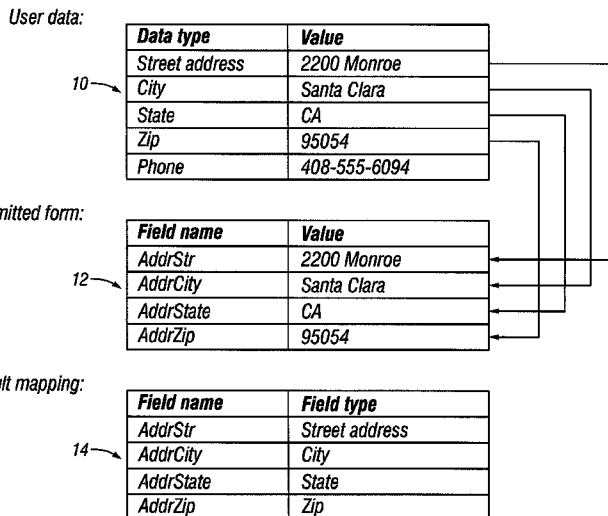 User data:
Data type Value
Street address 2200 Monroe
10 City Santa Clara
State CA
Zip 95054
Phone 408-555-6094
mitted form:
Field name Value
AddrStr 2200 Monroe
12 AddrCity Santa Clara
AddrState CA
AddrZip 95054
ult mapping:
Field name Field type
AddrStr Street address
14 AddrCity City
AddrState State
AddrZip Zip